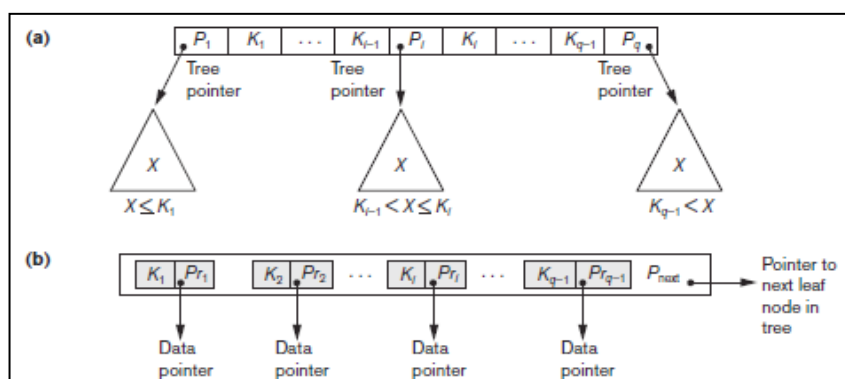 (a) P1 K1 . . . Ki–1 Pi Ki . . . Kq–1 Pq
Tree pointer Tree pointer Tree pointer
X X X
X ≤ K1 Ki–1 < X ≤ Ki Kq–1 < X
(b) K1 Pr1 K2 Pr2 . . . Ki Pri . . . Kq–1 Prq–1 Pnext
Pointer to
next leaf
node in
tree
Data pointer Data pointer Data pointer Data pointer